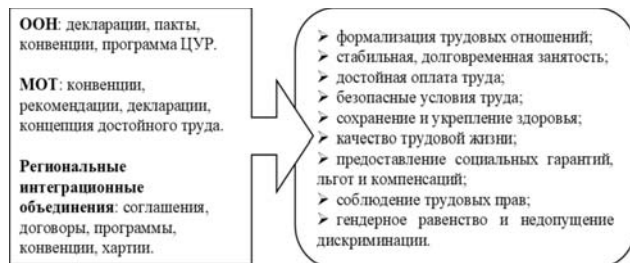 ООН: декларации, пакты,
конвенции, программа ЦУР.
МОТ: конвенции,
рекомендации, декларации,
концепция достойного труда.
Региональные
интеграционные
объединения: соглашения,
договоры, программы,
конвенции, хартии.
➢ формализация трудовых отношений;
➢ стабильная, долговременная занятость;
➢ достойная оплата труда;
➢ безопасные условия труда;
➢ сохранение и укрепление здоровья;
➢ качество трудовой жизни;
➢ предоставление социальных гарантий,
льгот и компенсаций;
➢ соблюдение трудовых прав;
➢ гендерное равенство и недопущение
дискриминации.